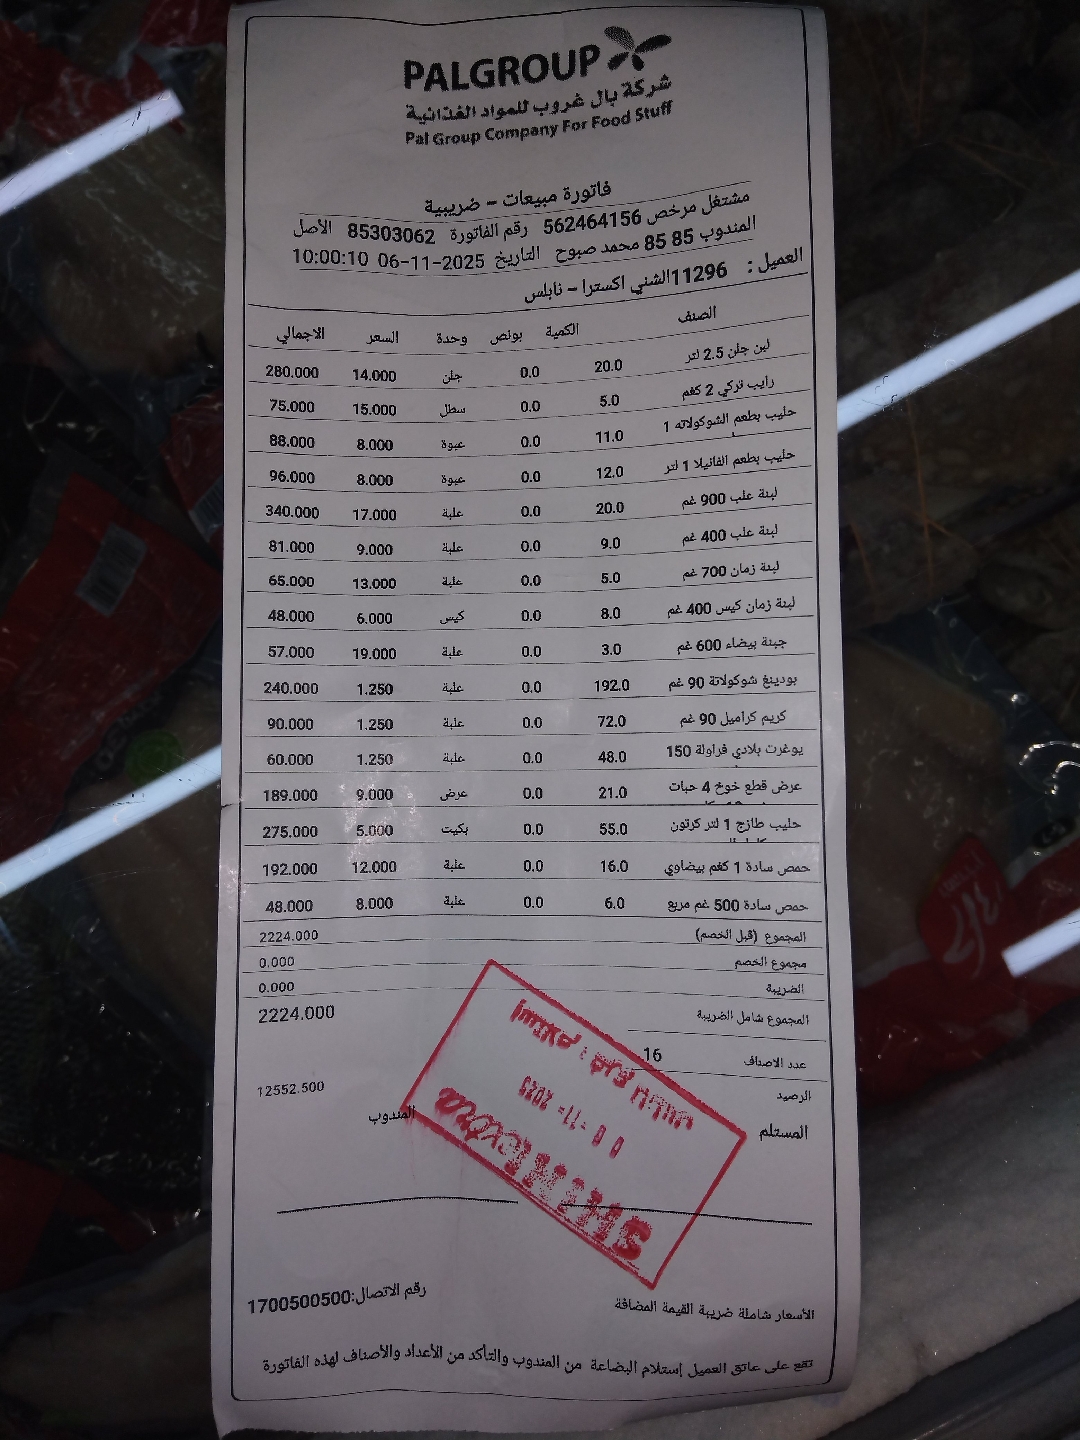 PALGROUP
شركة بال غروب للمواد الغذائية
Pal Group Company For Food Stuff
فاتورة مبيعات - ضريبية
مشتغل مرخص 562464156 رقم الفاتورة 85303062 الأصل
المندوب 85 85 محمد صبوح التاريخ 2025-11-06 10:00:10
العميل : 11296الشني اكسترا - نابلس
الصنف الكمية بونص وحدة السعر الاجمالي
لبن جلن 2.5 لتر 20.0 0.0 جلن 14.000 280.000
رايب تركي 2 كغم 5.0 0.0 سطل 15.000 75.000
حليب بطعم الشوكولاته 1 11.0 0.0 عبوة 8.000 88.000
حليب بطعم الفانيلا 1 لتر 12.0 0.0 عبوة 8.000 96.000
لبنة علب 900 غم 20.0 0.0 علبة 17.000 340.000
لبنة علب 400 غم 9.0 0.0 علبة 9.000 81.000
لبنة زمان 700 غم 5.0 0.0 علبة 13.000 65.000
لبنة زمان كيس 400 غم 8.0 0.0 كيس 6.000 48.000
جبنة بيضاء 600 غم 3.0 0.0 علبة 19.000 57.000
بودينغ شوكولاتة 90 غم 192.0 0.0 علبة 1.250 240.000
كريم كراميل 90 غم 72.0 0.0 علبة 1.250 90.000
يوغرت بلادي فراولة 150 48.0 0.0 علبة 1.250 60.000
عرض قطع خوخ 4 حبات 21.0 0.0 عرض 9.000 189.000
حليب طازج 1 لتر كرتون 55.0 0.0 بكيت 5.000 275.000
حمص سادة 1 كغم بيضاوي 16.0 0.0 علبة 12.000 192.000
حمص سادة 500 غم مربع 6.0 0.0 علبة 8.000 48.000
المجموع (قبل الخصم) 2224.000
مجموع الخصم 0.000
الضريبة 0.000
المجموع شامل الضريبة 2224.000
عدد الاصناف 16
الرصيد 12552.500
المستلم المندوب
إستلام : فرع نابلس
-11- 2025
SHINIExtra
الأسعار شاملة ضريبة القيمة المضافة رقم الاتصال:1700500500
تقع على عاتق العميل إستلام البضاعة من المندوب والتأكد من الأعداد والأصناف لهذه الفاتورة